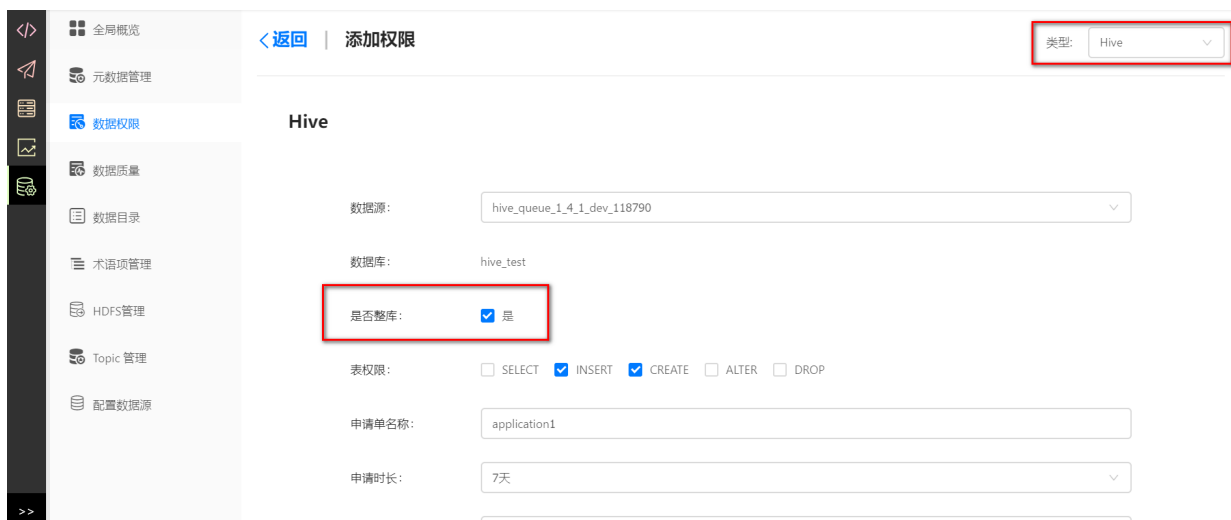 全局概览
元数据管理
数据权限
数据质量
数据目录
术语项管理
HDFS管理
Topic 管理
配置数据源
>>
返回 | 添加权限
类型: Hive
Hive
数据源: hive_queue_1_4_1_dev_118790
数据库: hive_test
是否整库: 是
表权限: SELECT INSERT CREATE ALTER DROP
申请单名称: application1
申请时长: 7天